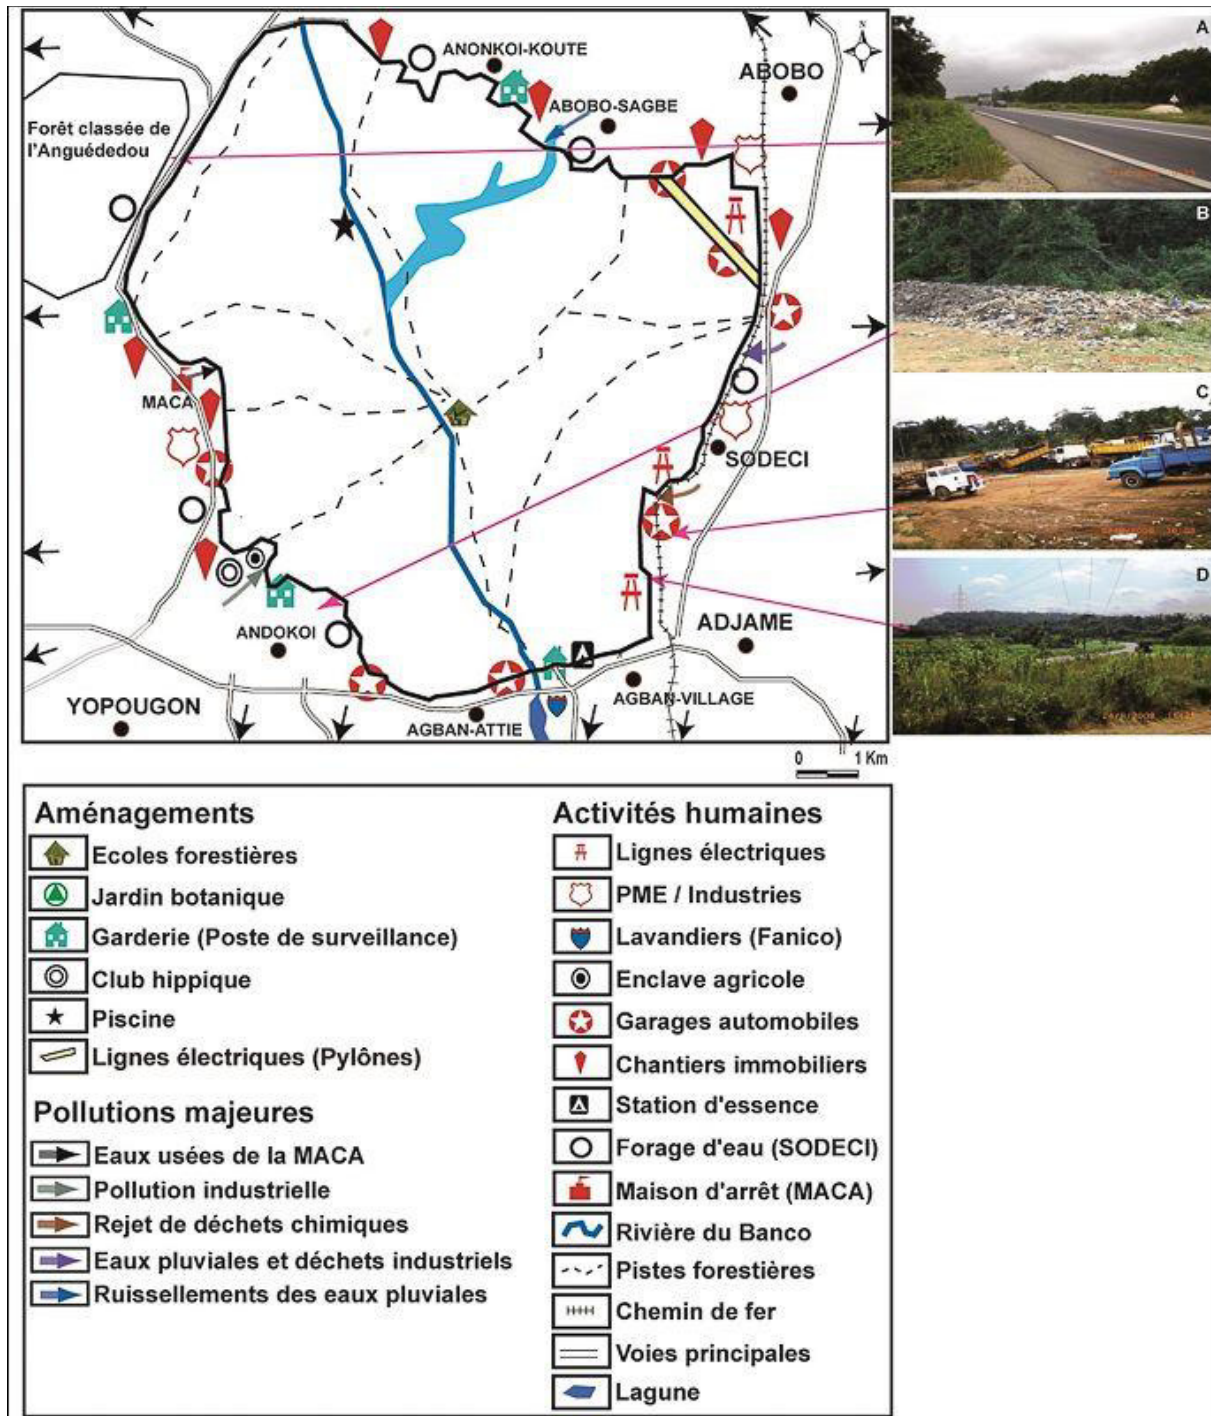 N
A
ANONKOI-KOUTE
ABOBO
ABOBO-SAGBE
Forêt classée de
l'Anguédedou
B
MACA
C
SODECI
D
ANDOKOI
ADJAME
YOPOUGON
AGBAN-VILLAGE
AGBAN-ATTIE
0 1 Km
Aménagements
Ecoles forestières
Jardin botanique
Garderie (Poste de surveillance)
Club hippique
Piscine
Lignes électriques (Pylônes)
Pollutions majeures
Eaux usées de la MACA
Pollution industrielle
Rejet de déchets chimiques
Eaux pluviales et déchets industriels
Ruissellements des eaux pluviales
Activités humaines
Lignes électriques
PME / Industries
Lavandiers (Fanico)
Enclave agricole
Garages automobiles
Chantiers immobiliers
Station d'essence
Forage d'eau (SODECI)
Maison d'arrêt (MACA)
Rivière du Banco
Pistes forestières
Chemin de fer
Voies principales
Lagune